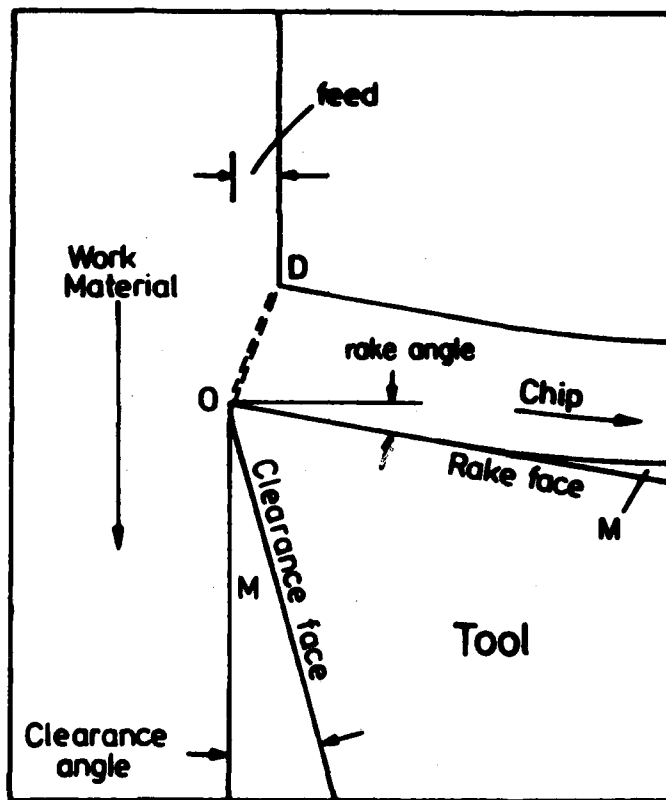 feed
Work
Material
D
rake angle
O
Chip
Rake face
M
Clearance face
M
Tool
Clearance
angle